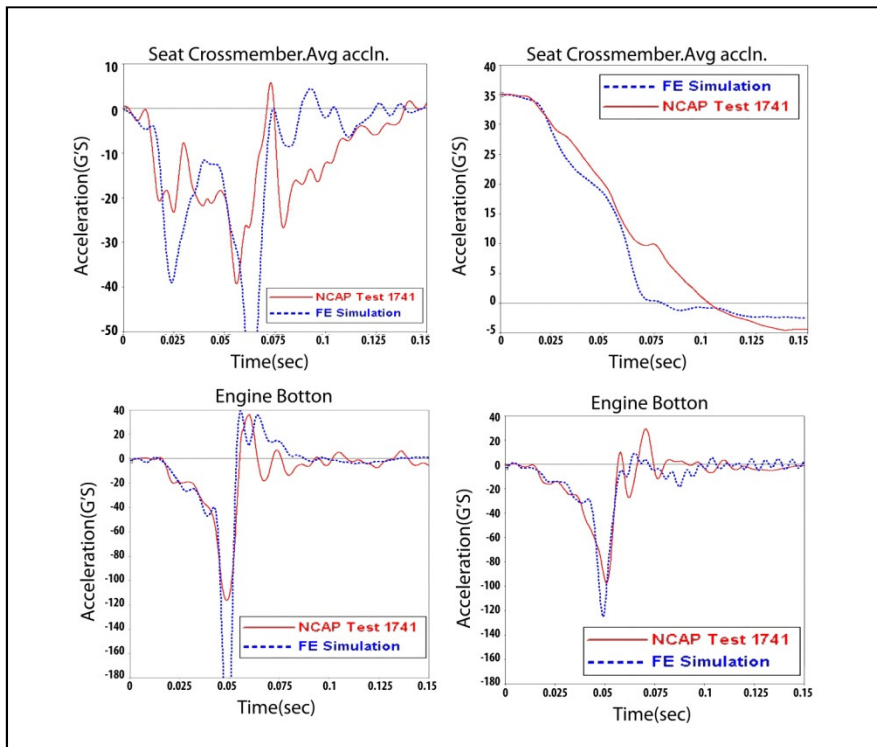 Seat Crossmember.Avg accln.
Acceleration(G'S)
10
0
-10
-20
-30
-40
-50
NCAP Test 1741
FE Simulation
0 0.025 0.05 0.075 0.1 0.125 0.15
Time(sec)
Seat Crossmember.Avg accln.
Acceleration(G'S)
FE Simulation
NCAP Test 1741
40
35
30
25
20
15
10
5
0
-5
0 0.025 0.05 0.075 0.1 0.125 0.15
Time(sec)
Engine Botton
Acceleration(G'S)
40
20
0
-20
-40
-60
-80
-100
-120
-140
-160
-180
NCAP Test 1741
FE Simulation
0 0.025 0.05 0.075 0.1 0.125 0.15
Time(sec)
Engine Botton
Acceleration(G'S)
40
20
0
-20
-40
-60
-80
-100
-120
-140
-160
-180
NCAP Test 1741
FE Simulation
0 0.025 0.05 0.075 0.1 0.125 0.15
Time(sec)